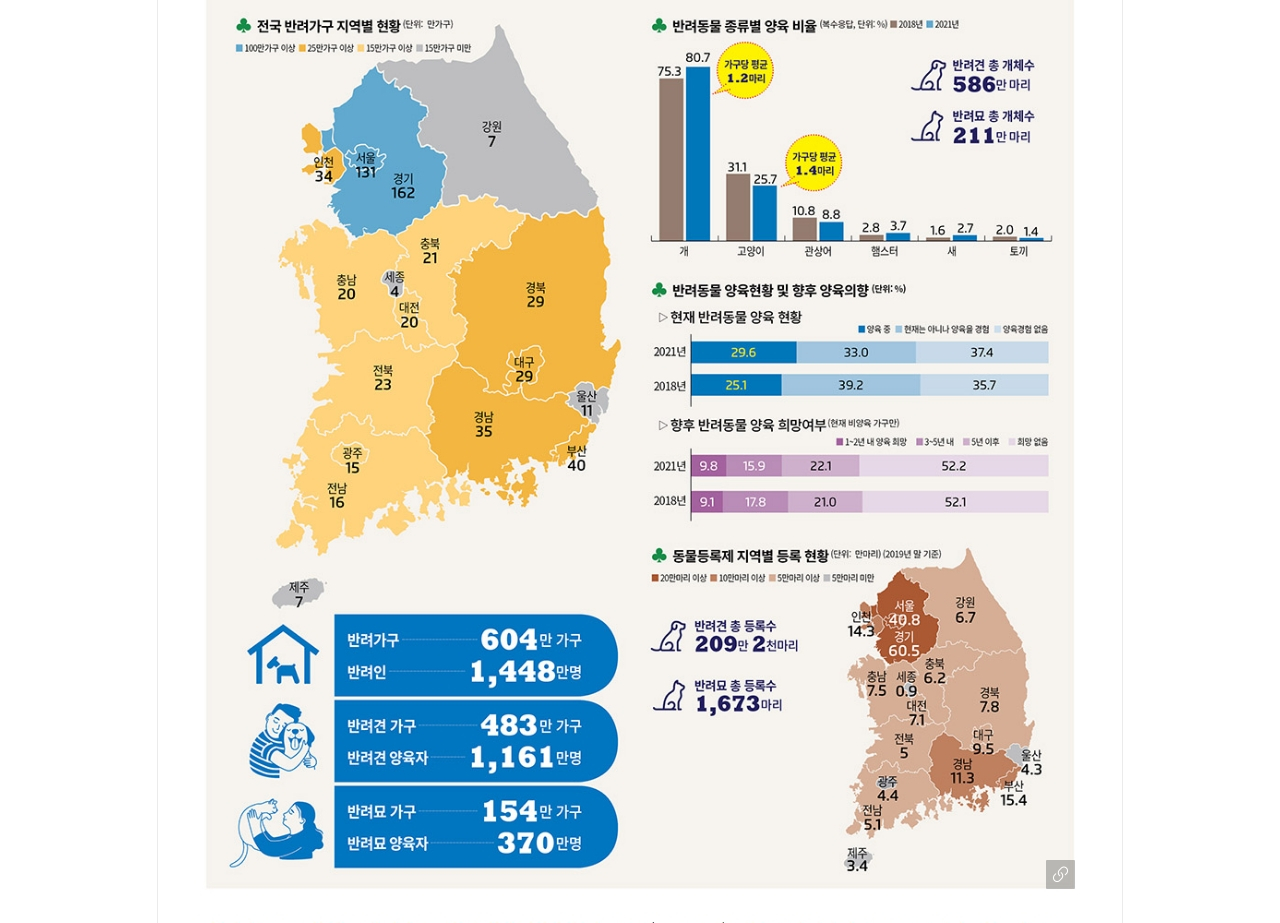 전국 반려가구 지역별 현황 (단위: 만가구)
100만가구 이상 25만가구 이상 15만가구 이상 15만가구 미만
강원
7
인천
34
서울
131
경기
162
충북
21
충남
20
세종
4
대전
20
경북
29
전북
23
대구
29
울산
11
경남
35
부산
40
광주
15
전남
16
제주
7
반려가구 604만 가구
반려인 1,448만명
반려견 가구 483만 가구
반려견 양육자 1,161만명
반려묘 가구 154만 가구
반려묘 양육자 370만명
반려동물 종류별 양육 비율 (복수응답, 단위: %) 2018년 2021년
75.3 80.7
가구당 평균
1.2마리
반려견 총 개체수
586만 마리
반려묘 총 개체수
211만 마리
31.1 25.7
가구당 평균
1.4마리
10.8 8.8
2.8 3.7
1.6 2.7
2.0 1.4
개 고양이 관상어 햄스터 새 토끼
반려동물 양육현황 및 향후 양육의향 (단위: %)
▷현재 반려동물 양육 현황
양육 중 현재는 아니나 양육을 경험 양육경험 없음
2021년 29.6 33.0 37.4
2018년 25.1 39.2 35.7
▷향후 반려동물 양육 희망여부 (현재 비양육 가구만)
1~2년 내 양육 희망 3~5년 내 5년 이후 희망 없음
2021년 9.8 15.9 22.1 52.2
2018년 9.1 17.8 21.0 52.1
동물등록제 지역별 등록 현황 (단위: 만마리) (2019년 말 기준)
20만마리 이상 10만마리 이상 5만마리 이상 5만마리 미만
반려견 총 등록수
209만 2천마리
반려묘 총 등록수
1,673마리
서울
40.8
강원
6.7
인천
14.3
경기
60.5
충북
6.2
충남
7.5
세종
0.9
대전
7.1
경북
7.8
전북
5
대구
9.5
울산
4.3
경남
11.3
부산
15.4
광주
4.4
전남
5.1
제주
3.4